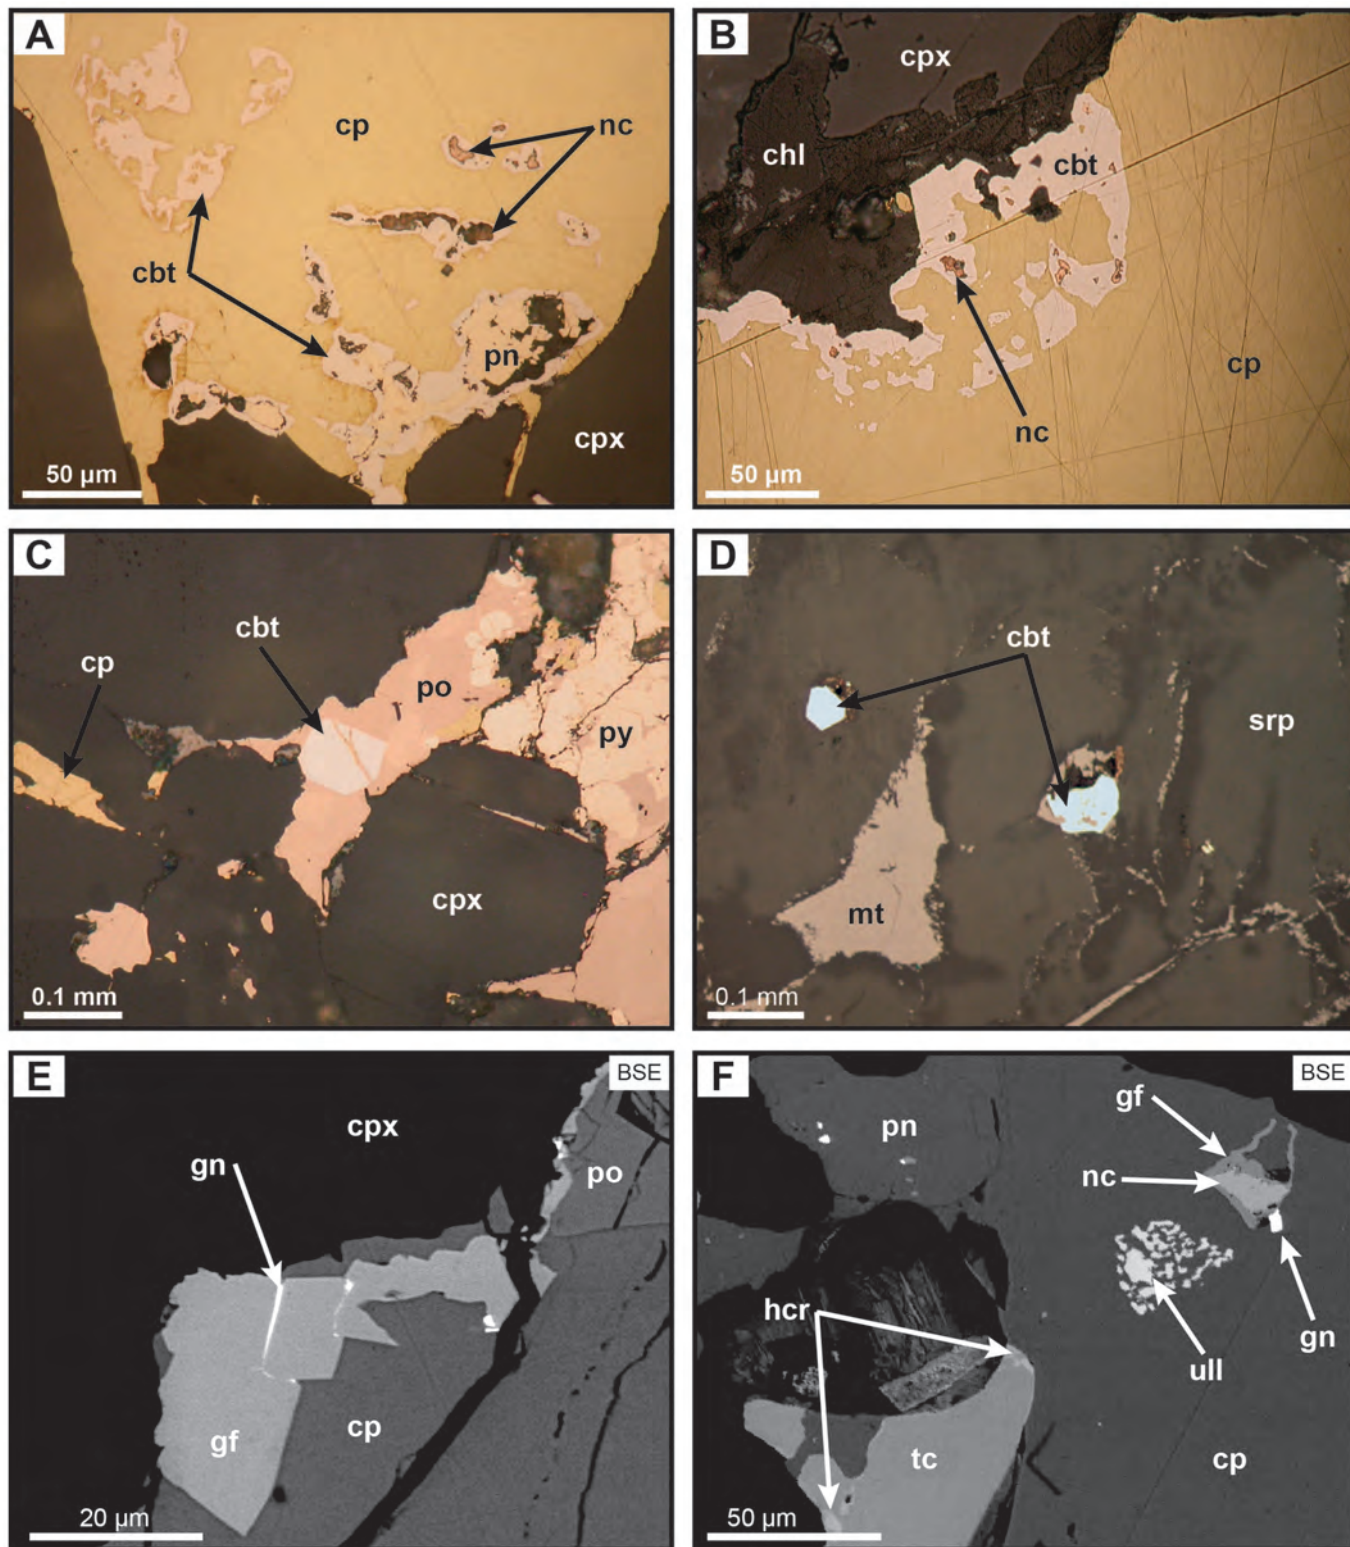 A
cp
nc
cbt
pn
cpx
50 µm
B
cpx
chl
cbt
cp
nc
50 µm
C
cbt
cp
po
py
cpx
0.1 mm
D
cbt
srp
mt
0.1 mm
E
BSE
cpx
gn
po
cp
gf
20 µm
F
BSE
gf
pn
nc
hcr
gn
ull
tc
cp
50 µm